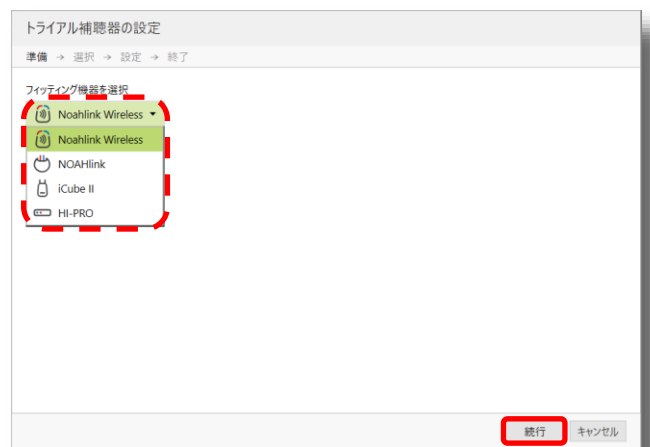 トライアル補聴器の設定
準備 → 選択 → 設定 → 終了
フィッティング機器を選択
Noahlink Wireless
Noahlink Wireless
NOAHlink
iCube II
HI-PRO
続行 キャンセル